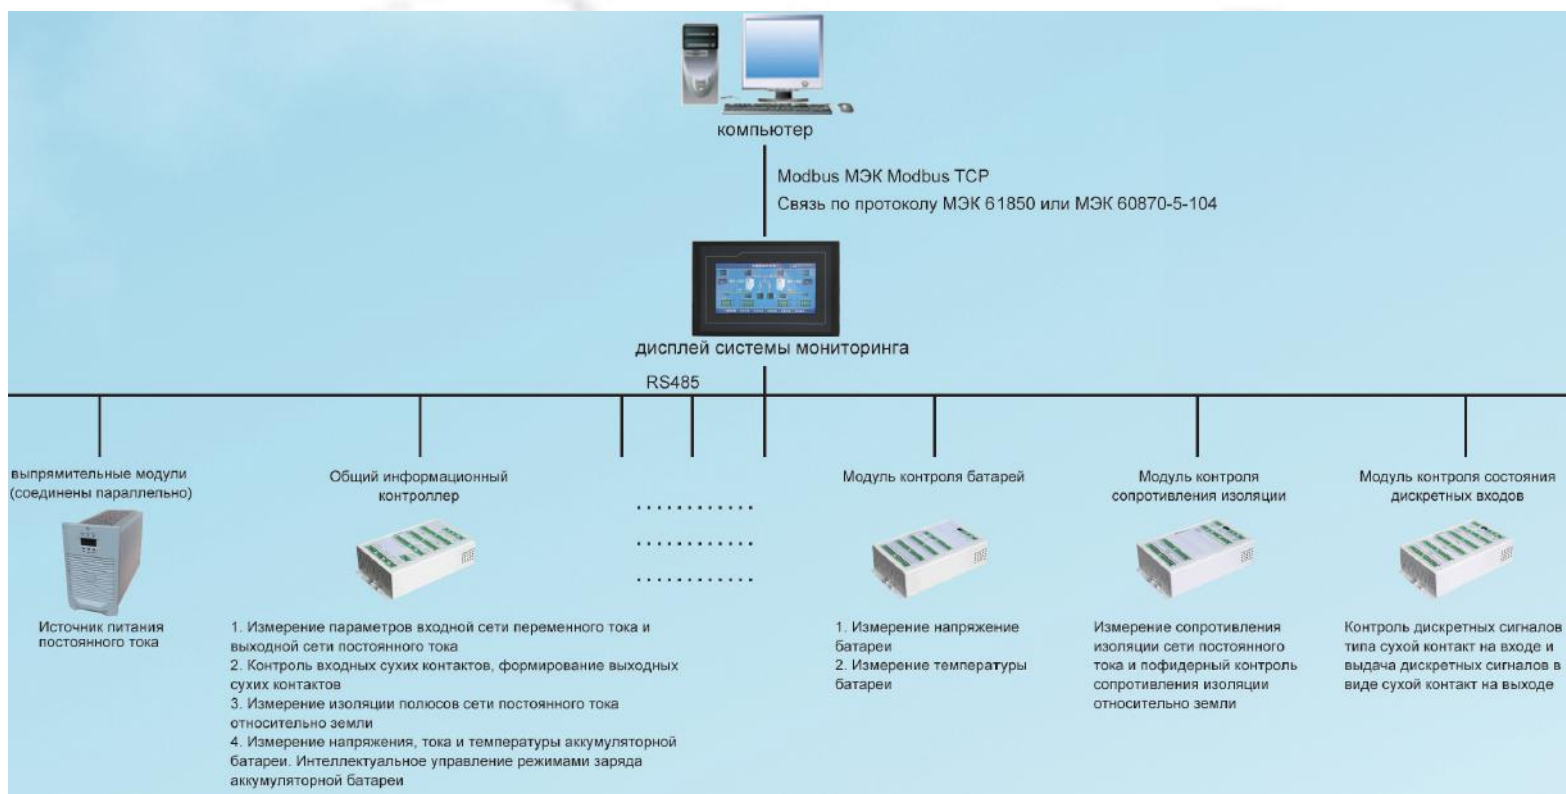 компьютер
Modbus МЭК Modbus TCP
Связь по протоколу МЭК 61850 или МЭК 60870-5-104
дисплей системы мониторинга
RS485
выпрямительные модули
(соединены параллельно)
Источник питания
постоянного тока
Общий информационный
контроллер
1. Измерение параметров входной сети переменного тока и
выходной сети постоянного тока
2. Контроль входных сухих контактов, формирование выходных
сухих контактов
3. Измерение изоляции полюсов сети постоянного тока
относительно земли
4. Измерение напряжения, тока и температуры аккумуляторной
батареи. Интеллектуальное управление режимами заряда
аккумуляторной батареи
............
............
............
Модуль контроля батарей
1. Измерение напряжение
батареи
2. Измерение температуры
батареи
Модуль контроля
сопротивления изоляции
Измерение сопротивления
изоляции сети постоянного
тока и пофидерный контроль
сопротивления изоляции
относительно земли
Модуль контроля состояния
дискретных входов
Контроль дискретных сигналов
типа сухой контакт на входе и
выдача дискретных сигналов в
виде сухой контакт на выходе